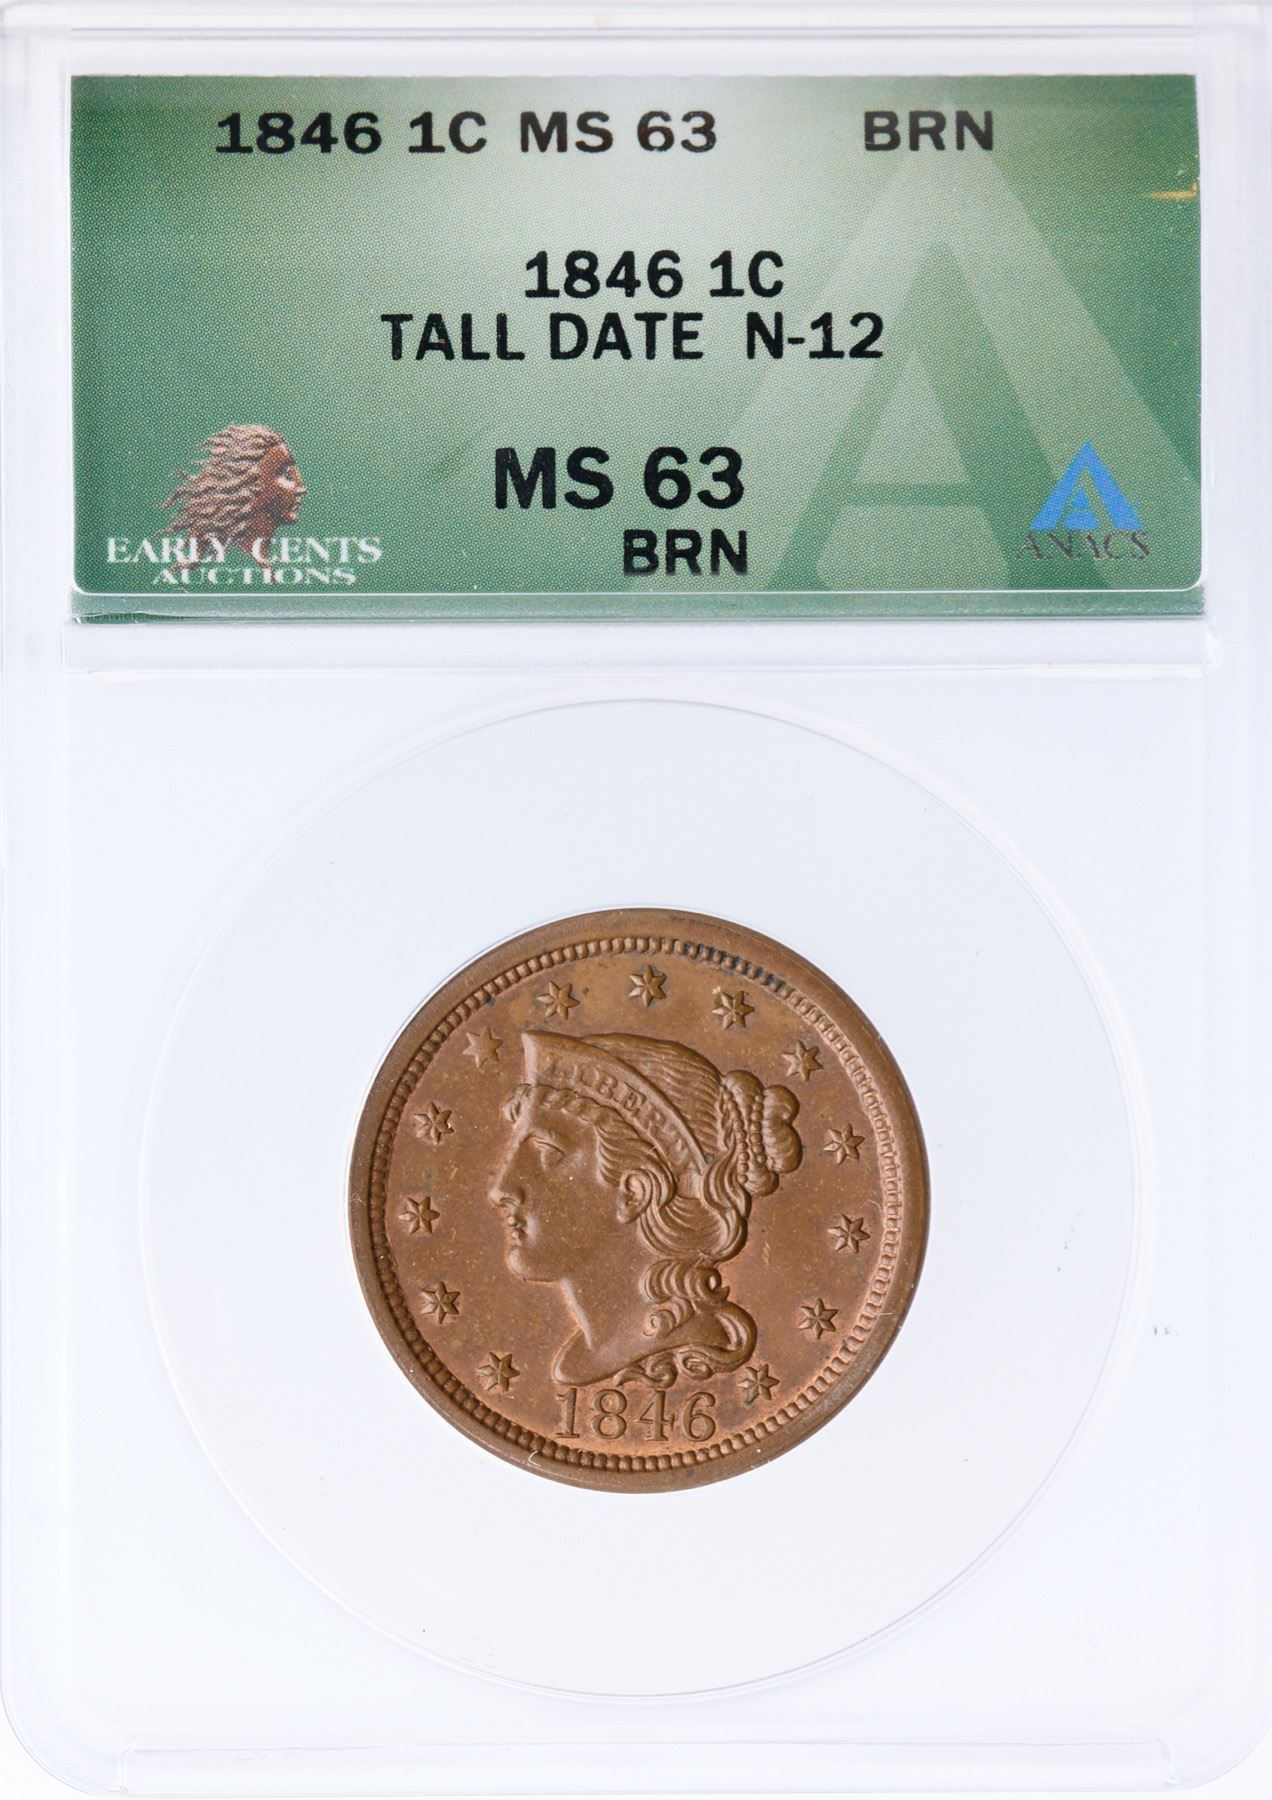 1846 1C MS 63 BRN
1846 1C
TALL DATE N-12
MS 63
BRN
EARLY CENTS
AUCTIONS
ANACS
LIBERTY
1846